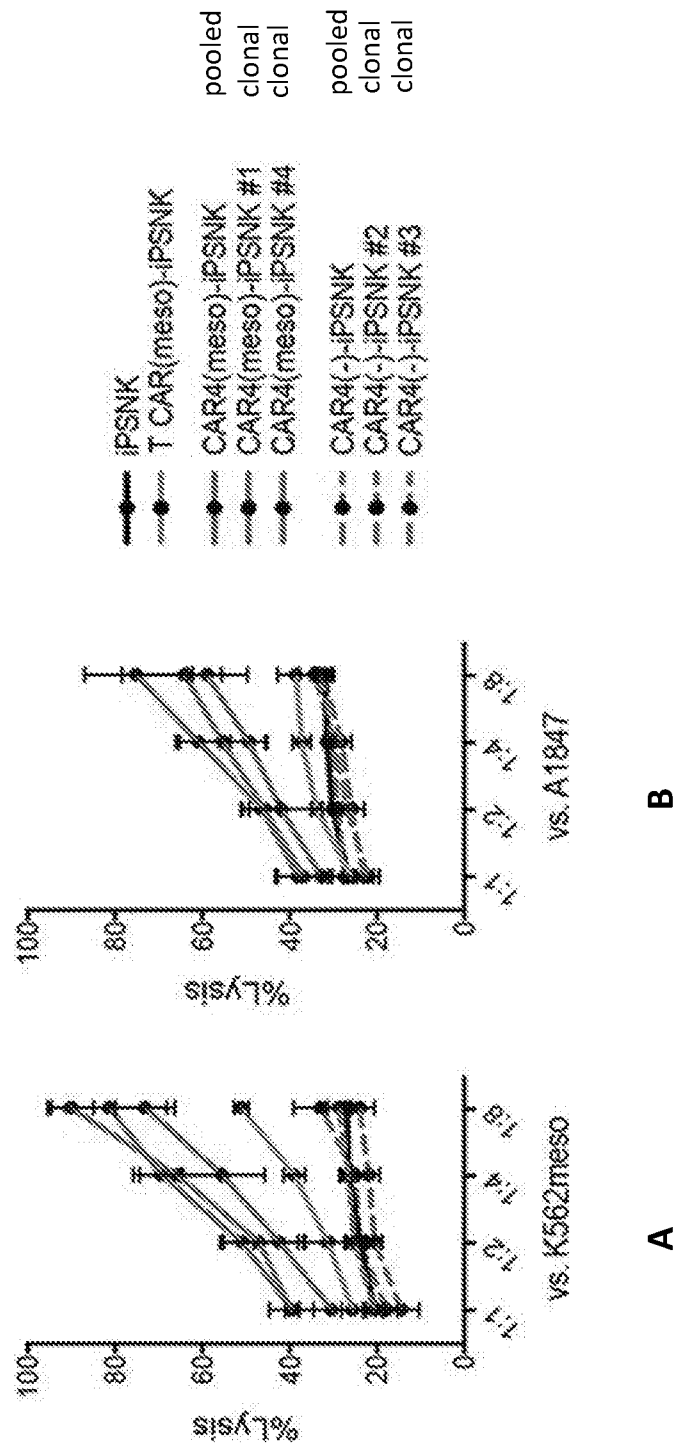 100
80
60
40
20
0
%Lysis
1:1
1:2
1:4
1:8
vs. K562meso
A
100
80
60
40
20
0
%Lysis
1:1
1:2
1:4
1:8
vs. A1847
B
iPSNK
T CAR(meso)-iPSNK
CAR4(meso)-iPSNK pooled
CAR4(meso)-iPSNK #1 clonal
CAR4(meso)-iPSNK #4 clonal
CAR4(-)-iPSNK pooled
CAR4(-)-iPSNK #2 clonal
CAR4(-)-iPSNK #3 clonal